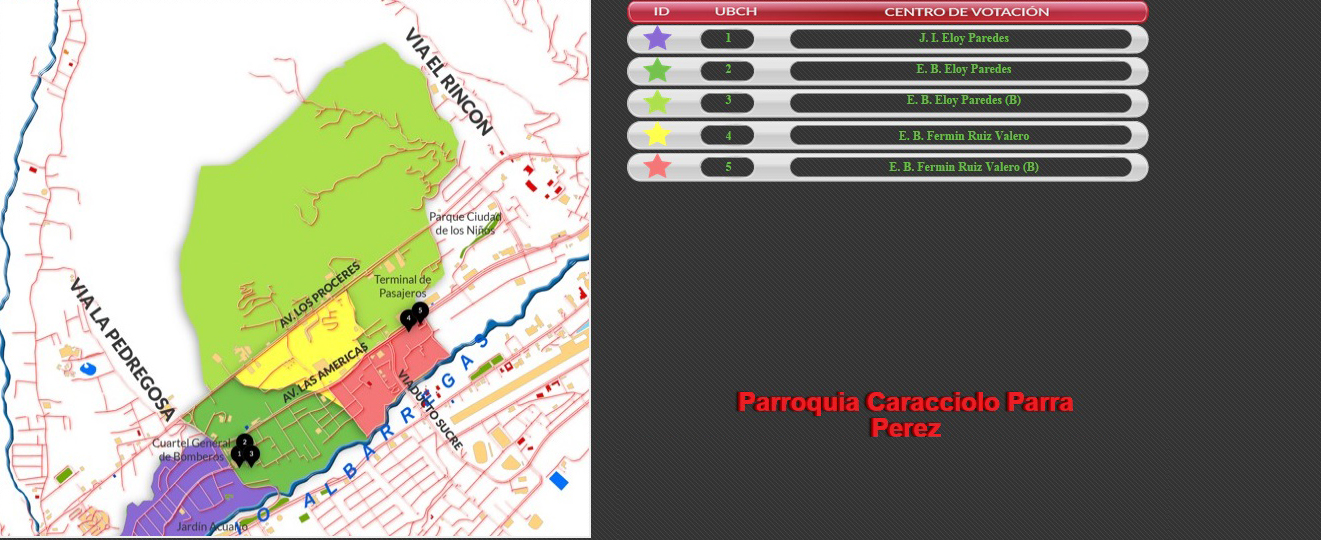 VIA EL RINCON
Parque Ciudad
de los Niños
Terminal de
Pasajeros
AV. LOS PROCERES
AV. LAS AMERICAS
VIA LA PEDREGOSA
VIADUCTO SUCRE
Cuartel General
de Bomberos
Jardín Acuario
O ALBARREGAS
4
5
2
1
3
ID UBCH CENTRO DE VOTACIÓN
1 J. I. Eloy Paredes
2 E. B. Eloy Paredes
3 E. B. Eloy Paredes (B)
4 E. B. Fermin Ruiz Valero
5 E. B. Fermin Ruiz Valero (B)
Parroquia Caracciolo Parra
Perez